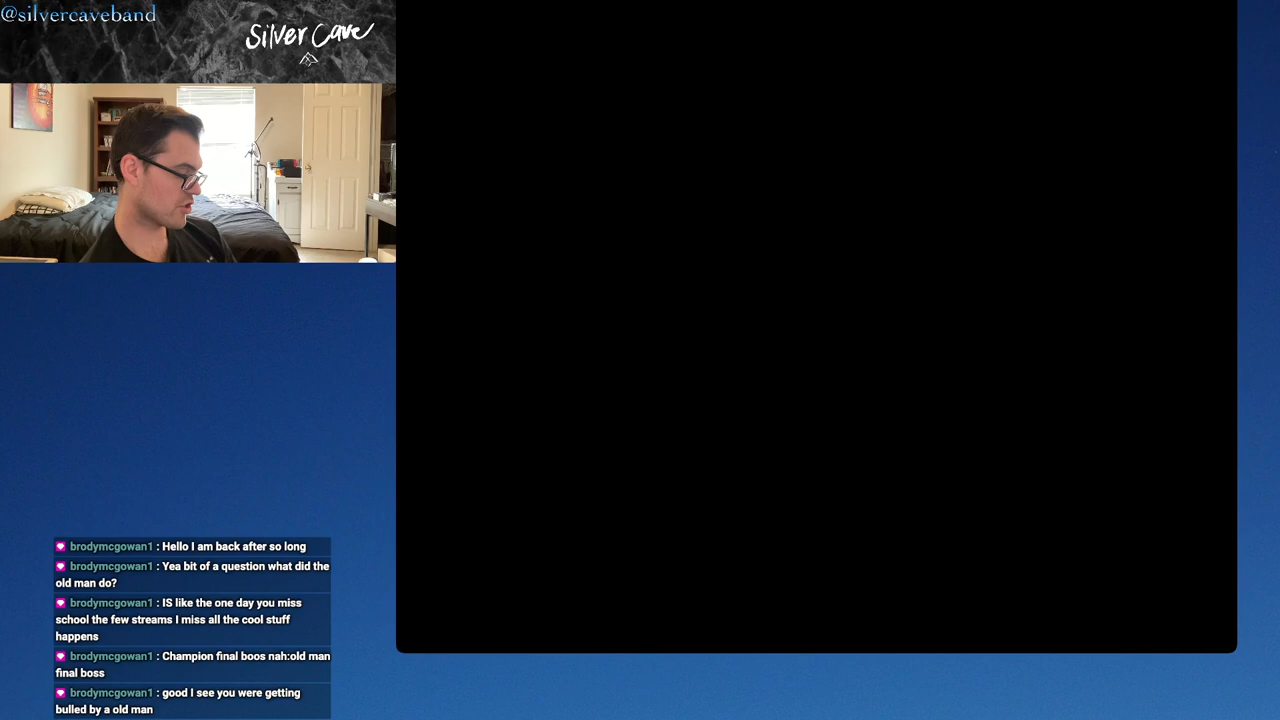 @silvercaveband
Silver Cave
brodymcgowan1 : Hello I am back after so long
brodymcgowan1 : Yea bit of a question what did the
old man do?
brodymcgowan1 : IS like the one day you miss
school the few streams I miss all the cool stuff
happens
brodymcgowan1 : Champion final boos nah:old man
final boss
brodymcgowan1 : good I see you were getting
bulled by a old man